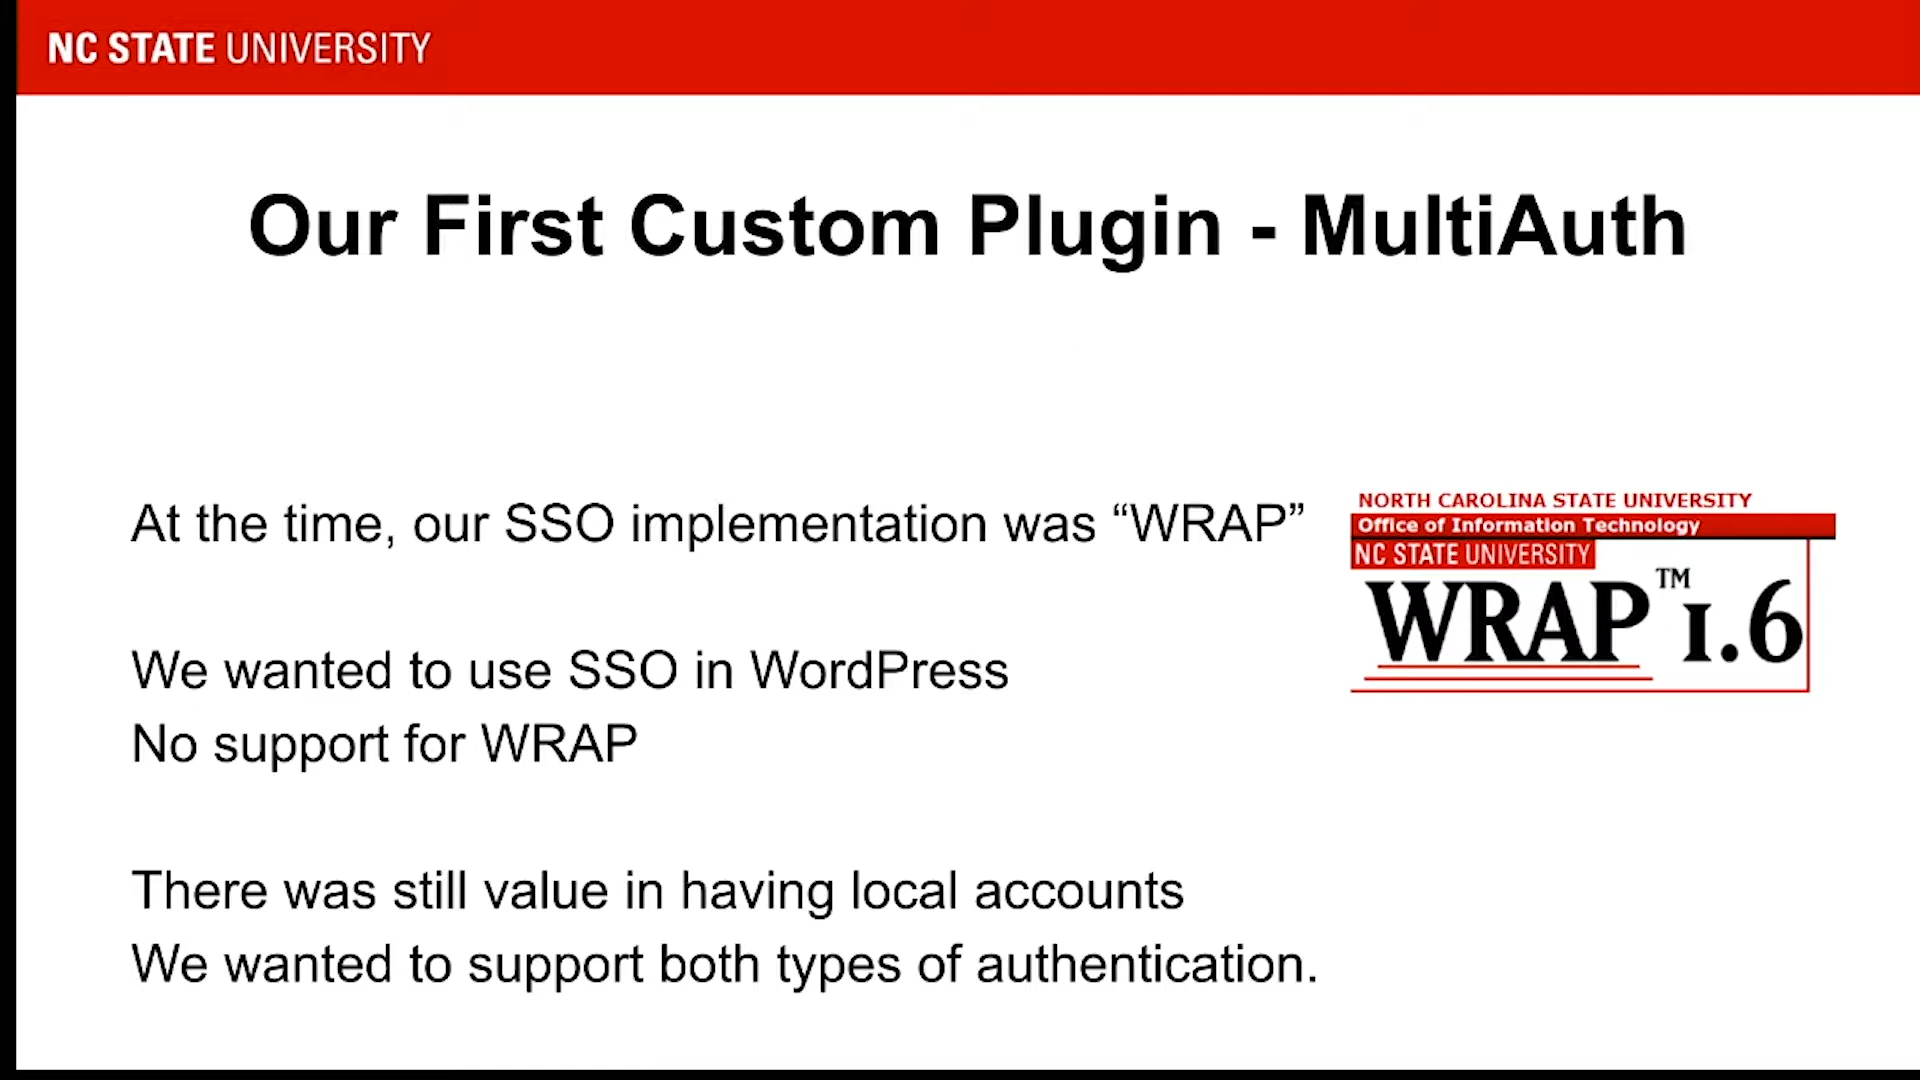 NC STATE UNIVERSITY
Our First Custom Plugin - MultiAuth
At the time, our SSO implementation was “WRAP”
We wanted to use SSO in WordPress
No support for WRAP
There was still value in having local accounts
We wanted to support both types of authentication.
NORTH CAROLINA STATE UNIVERSITY
Office of Information Technology
NC STATE UNIVERSITY
WRAP™ 1.6